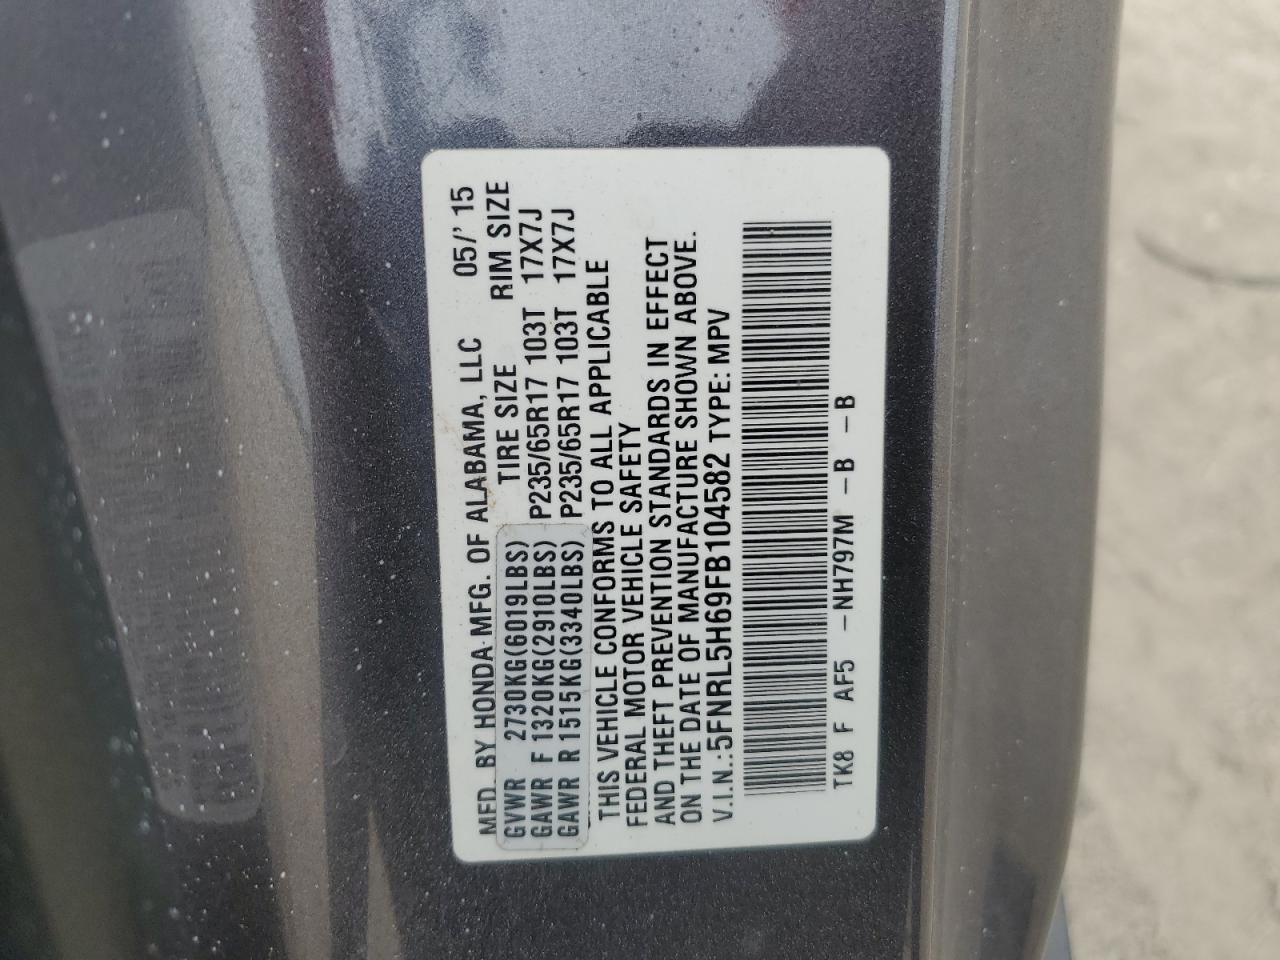 MFD. BY HONDA MFG. OF ALABAMA, LLC 05/' 15
GVWR 2730KG(6019LBS) TIRE SIZE RIM SIZE
GAWR F 1320KG(2910LBS) P235/65R17 103T 17X7J
GAWR R 1515KG(3340LBS) P235/65R17 103T 17X7J
THIS VEHICLE CONFORMS TO ALL APPLICABLE
FEDERAL MOTOR VEHICLE SAFETY
AND THEFT PREVENTION STANDARDS IN EFFECT
ON THE DATE OF MANUFACTURE SHOWN ABOVE.
V.I.N.:5FNRL5H69FB104582 TYPE: MPV
TK8 F AF5 -NH797M -B -B